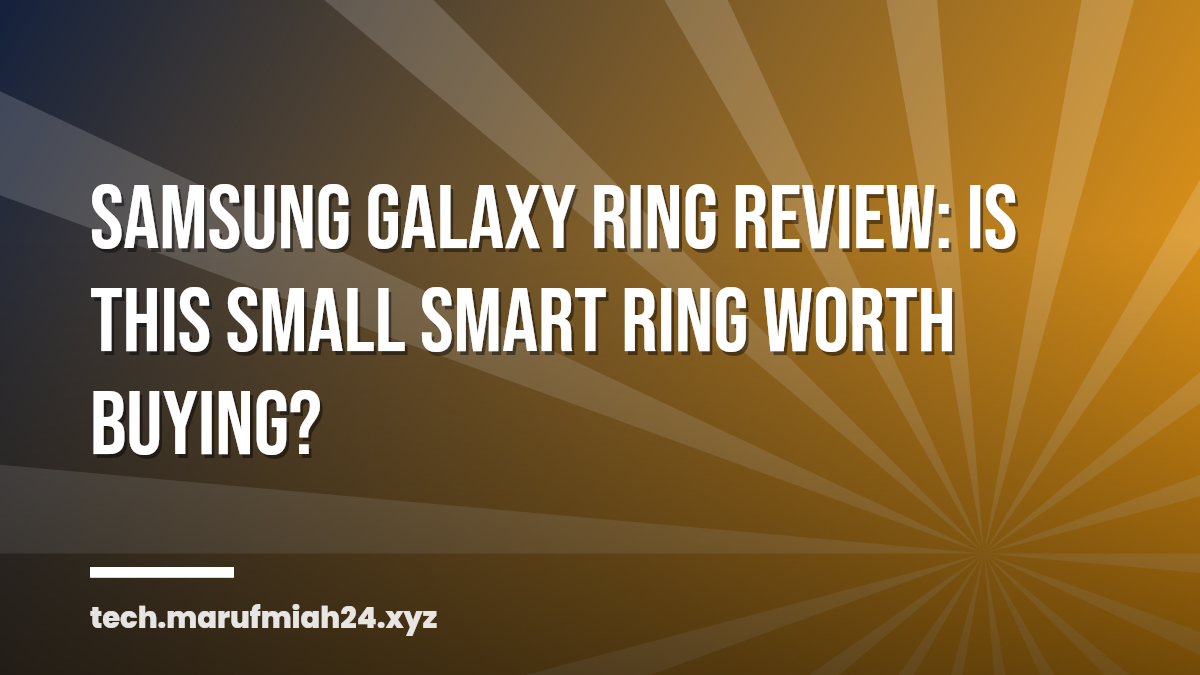 SAMSUNG GALAXY RING REVIEW: IS
THIS SMALL SMART RING WORTH
BUYING?
tech.marufmiah24.xyz